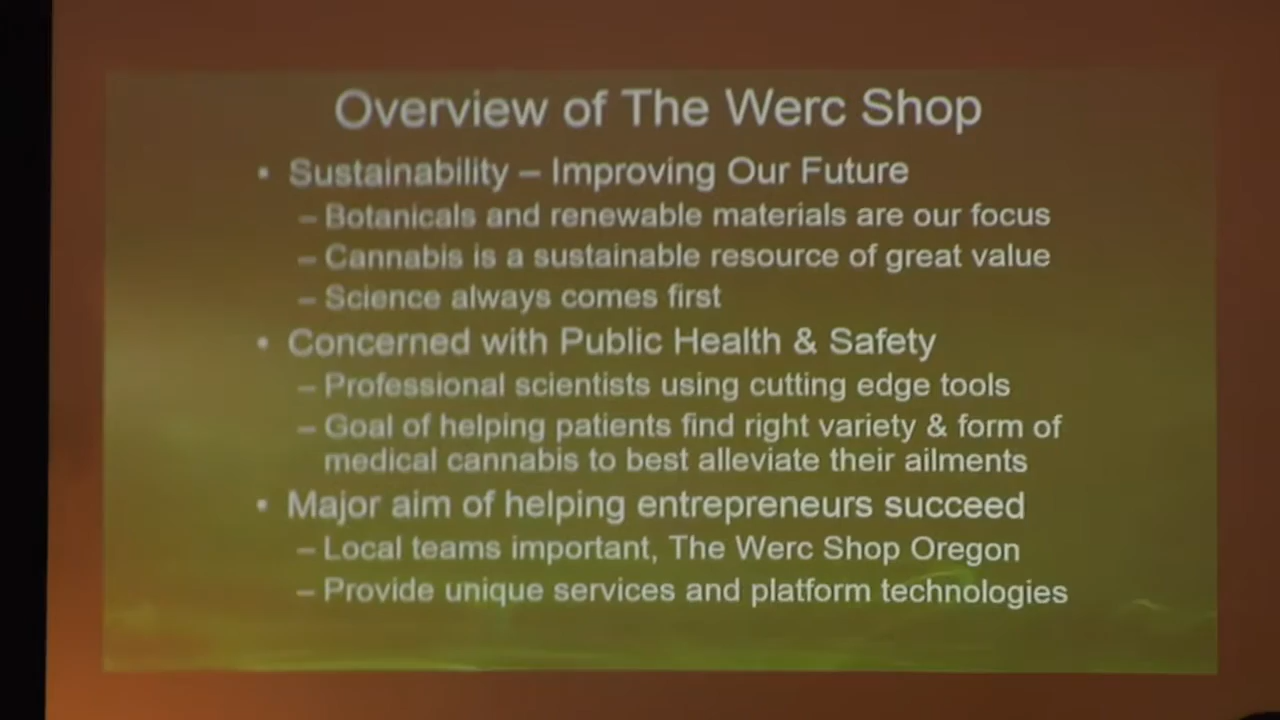 Overview of The Werc Shop
• Sustainability – Improving Our Future
– Botanicals and renewable materials are our focus
– Cannabis is a sustainable resource of great value
– Science always comes first
• Concerned with Public Health & Safety
– Professional scientists using cutting edge tools
– Goal of helping patients find right variety & form of
medical cannabis to best alleviate their ailments
• Major aim of helping entrepreneurs succeed
– Local teams important, The Werc Shop Oregon
– Provide unique services and platform technologies